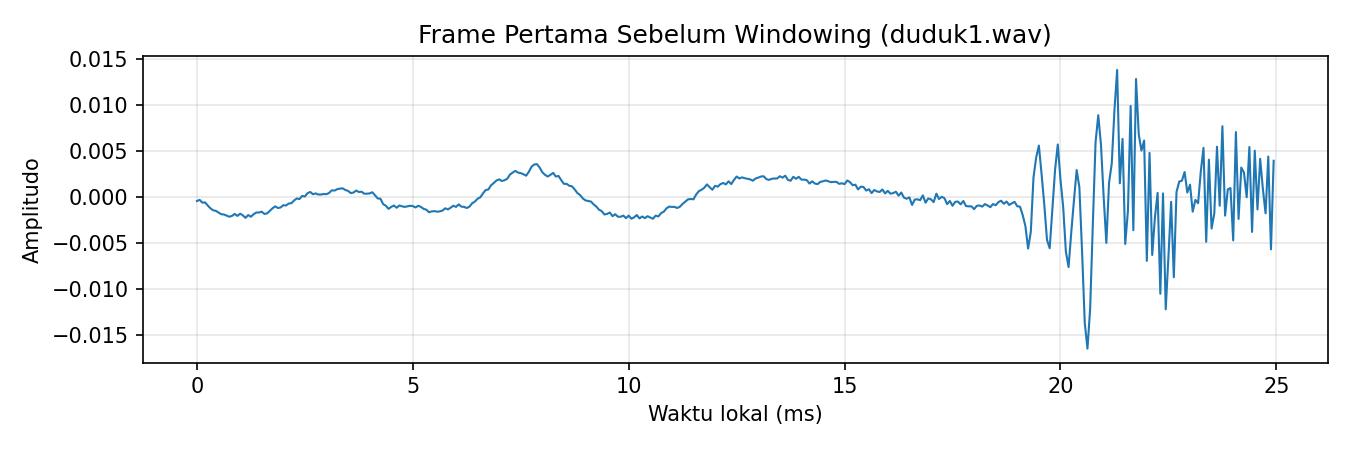 Frame Pertama Sebelum Windowing (duduk1.wav)
0.015
0.010
0.005
0.000
−0.005
−0.010
−0.015
Amplitudo
0 5 10 15 20 25
Waktu lokal (ms)